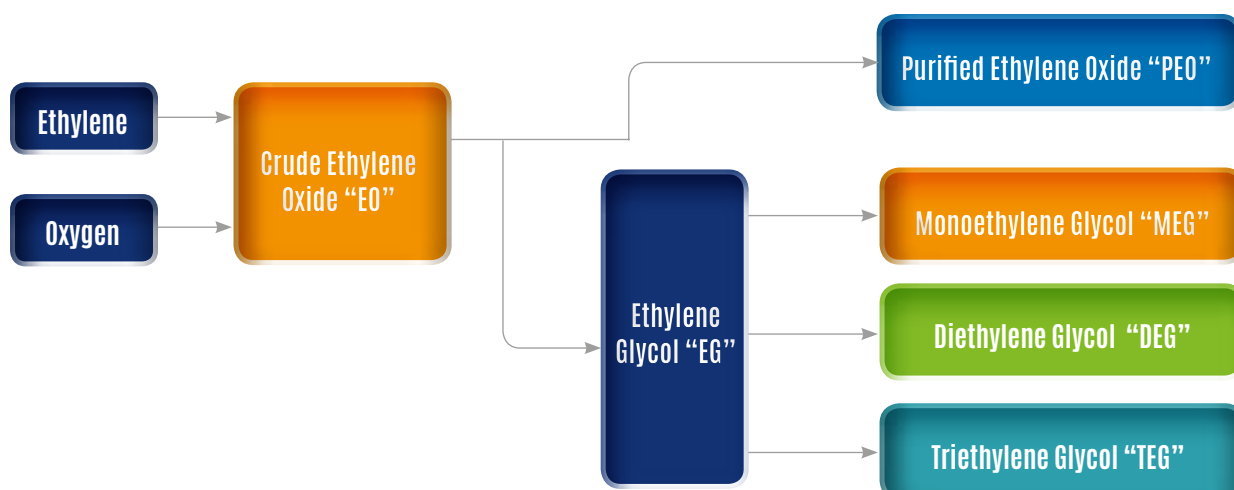 Ethylene
Oxygen
Crude Ethylene
Oxide “EO”
Ethylene
Glycol “EG”
Purified Ethylene Oxide “PEO”
Monoethylene Glycol “MEG”
Diethylene Glycol “DEG”
Triethylene Glycol “TEG”